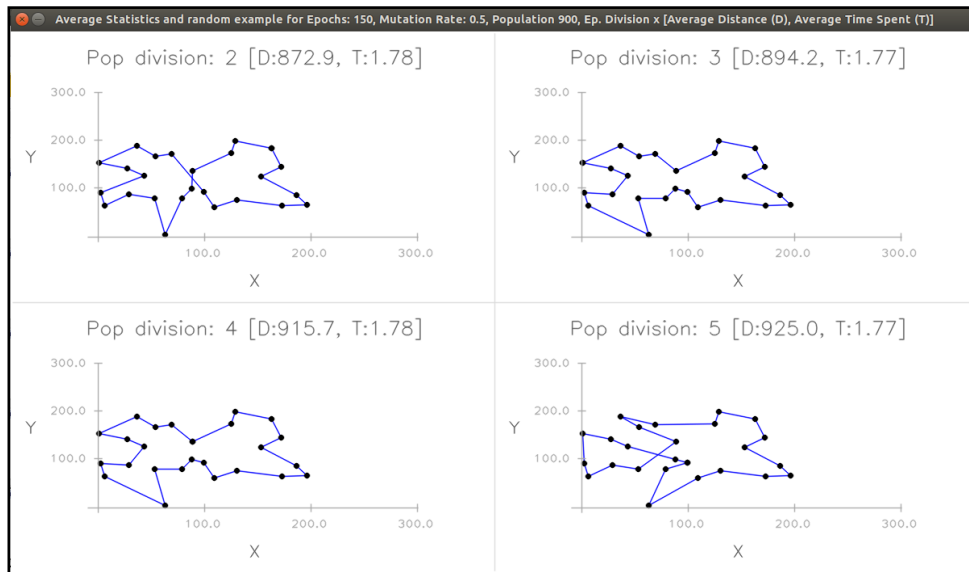 Average Statistics and random example for Epochs: 150, Mutation Rate: 0.5, Population 900, Ep. Division x [Average Distance (D), Average Time Spent (T)]
Pop division: 2 [D:872.9, T:1.78]
300.0
200.0
Y
100.0
100.0 200.0 300.0
X
Pop division: 3 [D:894.2, T:1.77]
300.0
200.0
Y
100.0
100.0 200.0 300.0
X
Pop division: 4 [D:915.7, T:1.78]
300.0
200.0
Y
100.0
100.0 200.0 300.0
X
Pop division: 5 [D:925.0, T:1.77]
300.0
200.0
Y
100.0
100.0 200.0 300.0
X